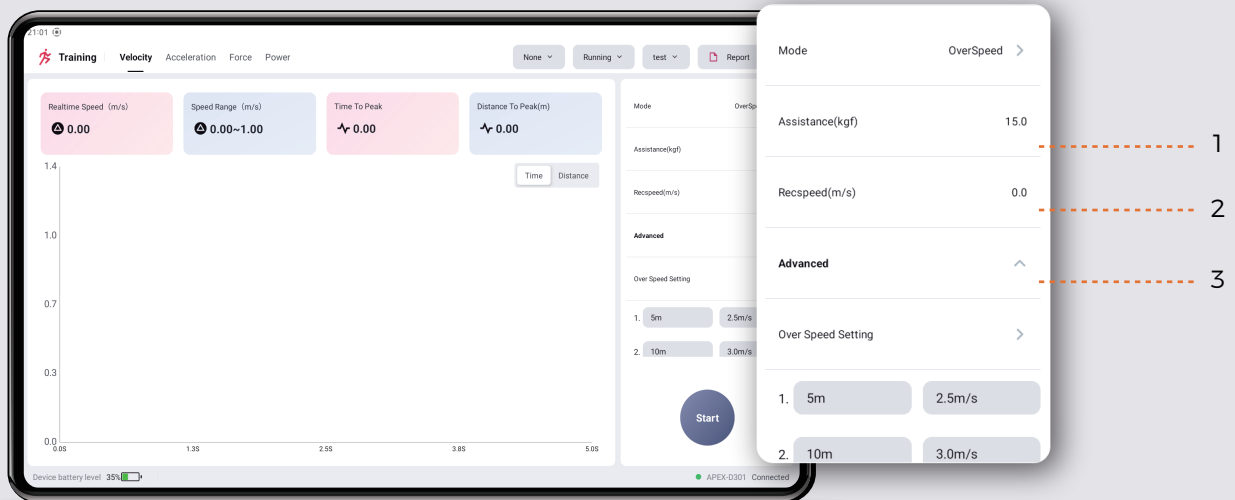 21:01
Training Velocity Acceleration Force Power None Running test Report
Realtime Speed (m/s) Speed Range (m/s) Time To Peak Distance To Peak(m)
0.00 0.00~1.00 0.00 0.00
Time Distance
1.4
1.0
0.7
0.3
0.0
0.0S 1.3S 2.5S 3.8S 5.0S
Mode OverSp
Assistance(kgf)
Recspeed(m/s)
Advanced
Over Speed Setting
1. 5m 2.5m/s
2. 10m 3.0m/s
Start
Device battery level 35% APEX-D301 Connected
Mode OverSpeed
Assistance(kgf) 15.0
1
Recspeed(m/s) 0.0
2
Advanced
3
Over Speed Setting
1. 5m 2.5m/s
2. 10m 3.0m/s